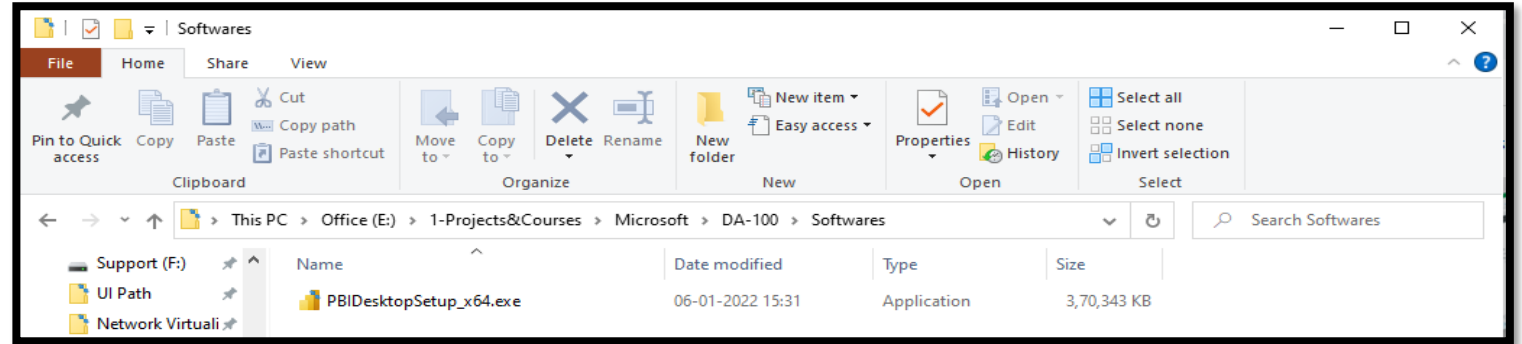 Softwares
File Home Share View
Pin to Quick access
Copy
Paste
Cut
W... Copy path
Paste shortcut
Clipboard
Move to
Copy to
Delete
Rename
Organize
New folder
New item
Easy access
New
Properties
Open
Edit
History
Open
Select all
Select none
Invert selection
Select
This PC > Office (E:) > 1-Projects&Courses > Microsoft > DA-100 > Softwares
Search Softwares
Support (F:)
UI Path
Network Virtuali
Name Date modified Type Size
PBIDesktopSetup_x64.exe 06-01-2022 15:31 Application 3,70,343 KB